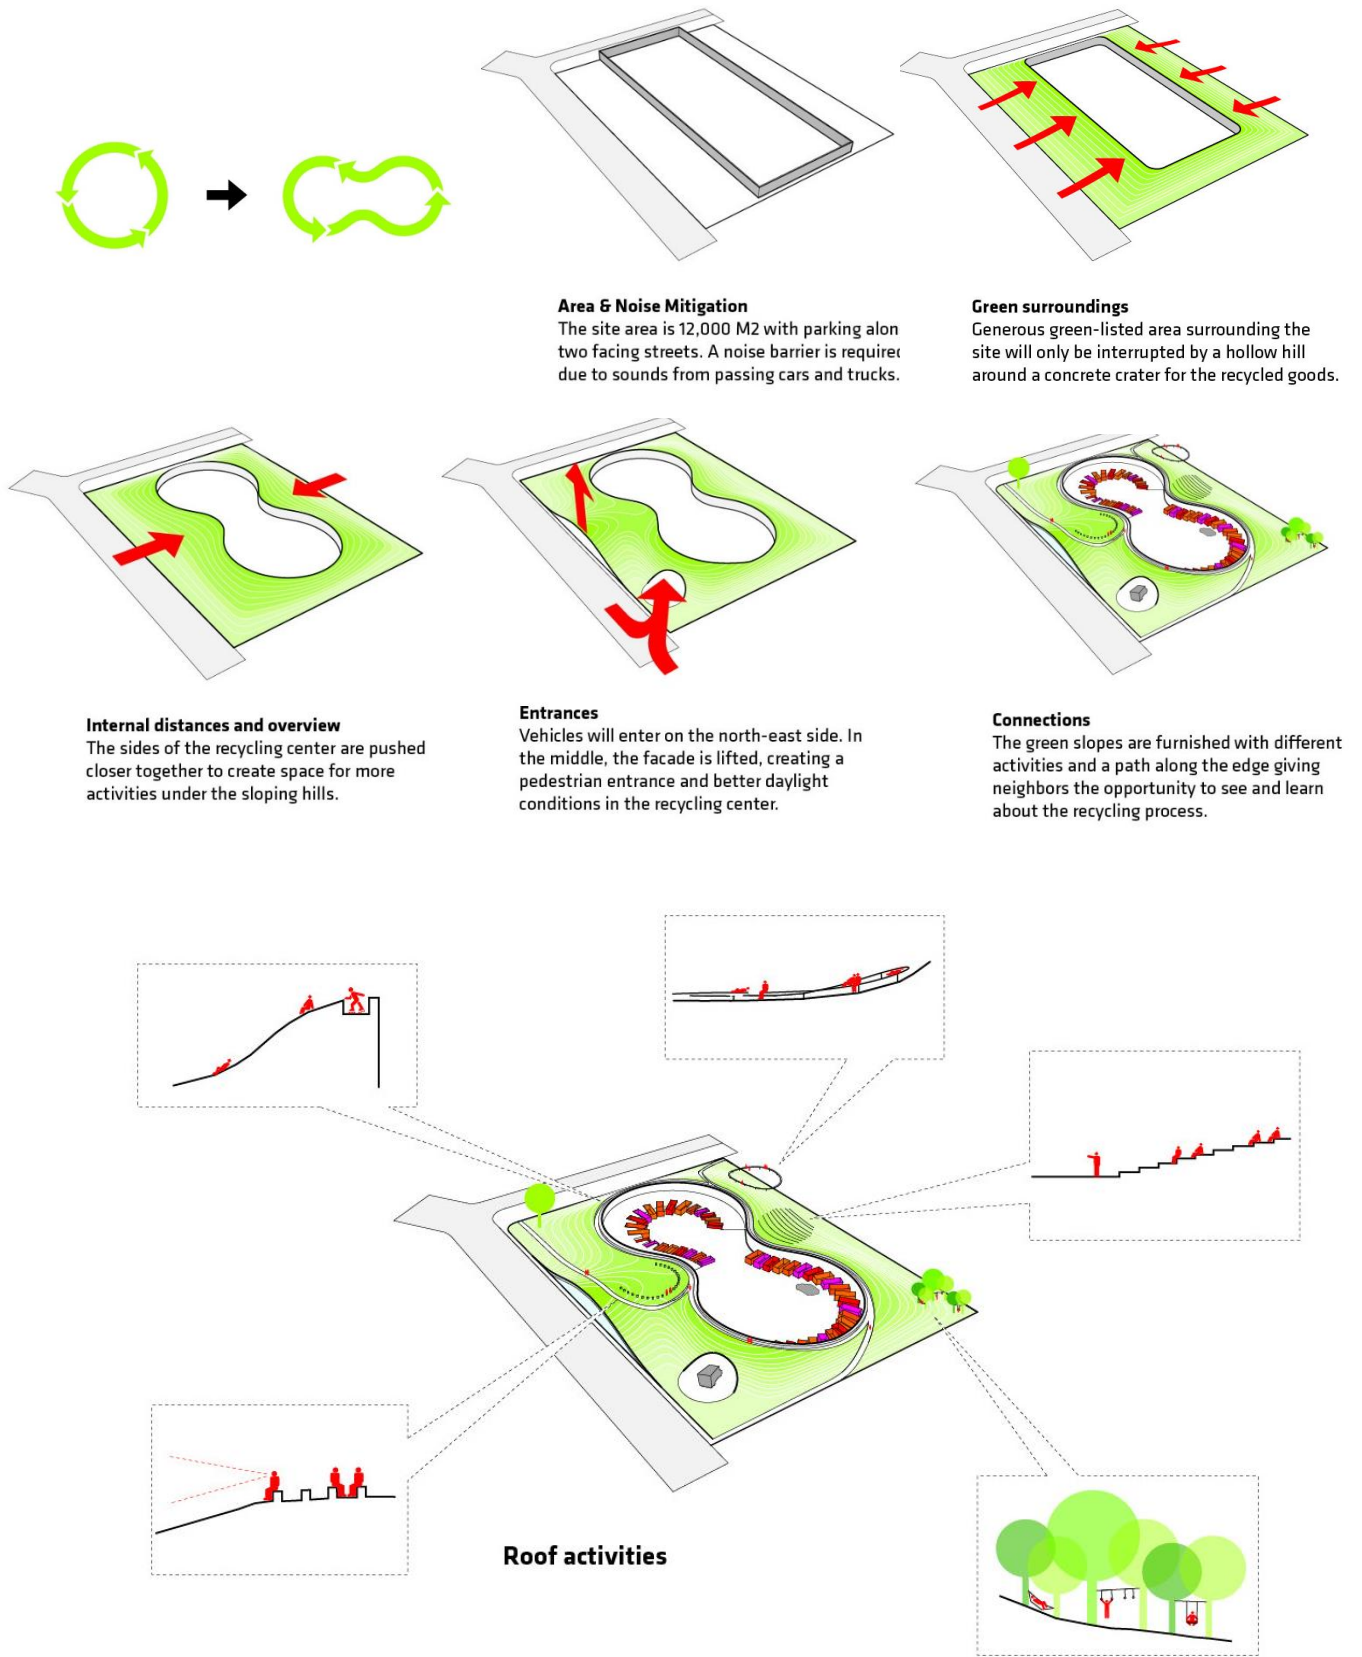 Area & Noise Mitigation
The site area is 12,000 M2 with parking alon
two facing streets. A noise barrier is require
due to sounds from passing cars and trucks.
Green surroundings
Generous green-listed area surrounding the
site will only be interrupted by a hollow hill
around a concrete crater for the recycled goods.
Internal distances and overview
The sides of the recycling center are pushed
closer together to create space for more
activities under the sloping hills.
Entrances
Vehicles will enter on the north-east side. In
the middle, the facade is lifted, creating a
pedestrian entrance and better daylight
conditions in the recycling center.
Connections
The green slopes are furnished with different
activities and a path along the edge giving
neighbors the opportunity to see and learn
about the recycling process.
Roof activities